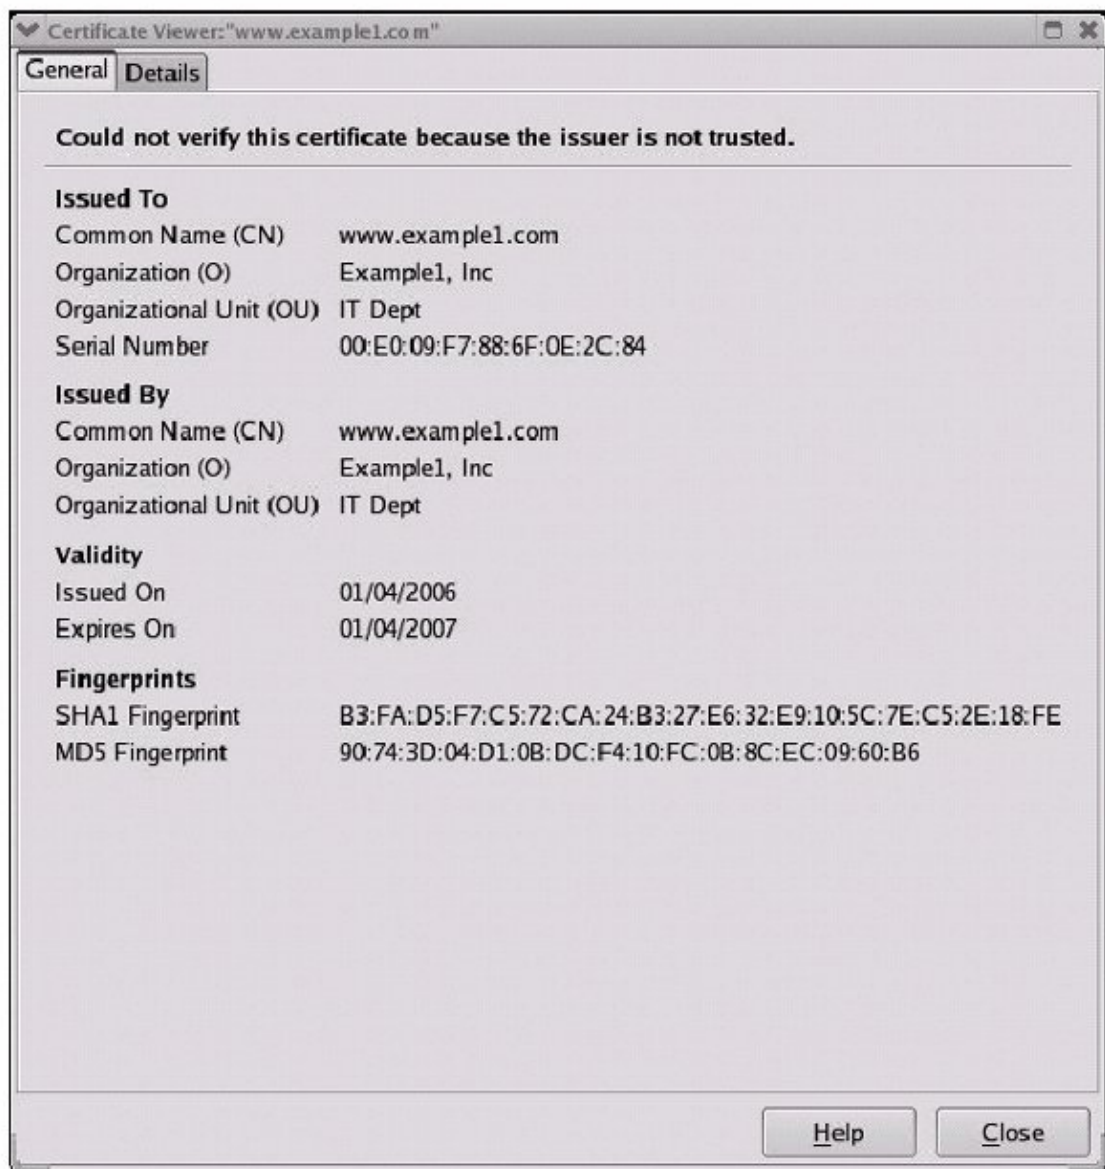 Certificate Viewer:"www.example1.com"
General Details
Could not verify this certificate because the issuer is not trusted.
Issued To
Common Name (CN) www.example1.com
Organization (O) Example1, Inc
Organizational Unit (OU) IT Dept
Serial Number 00:E0:09:F7:88:6F:0E:2C:84
Issued By
Common Name (CN) www.example1.com
Organization (O) Example1, Inc
Organizational Unit (OU) IT Dept
Validity
Issued On 01/04/2006
Expires On 01/04/2007
Fingerprints
SHA1 Fingerprint B3:FA:D5:F7:C5:72:CA:24:B3:27:E6:32:E9:10:5C:7E:C5:2E:18:FE
MD5 Fingerprint 90:74:3D:04:D1:0B:DC:F4:10:FC:0B:8C:EC:09:60:B6
Help Close